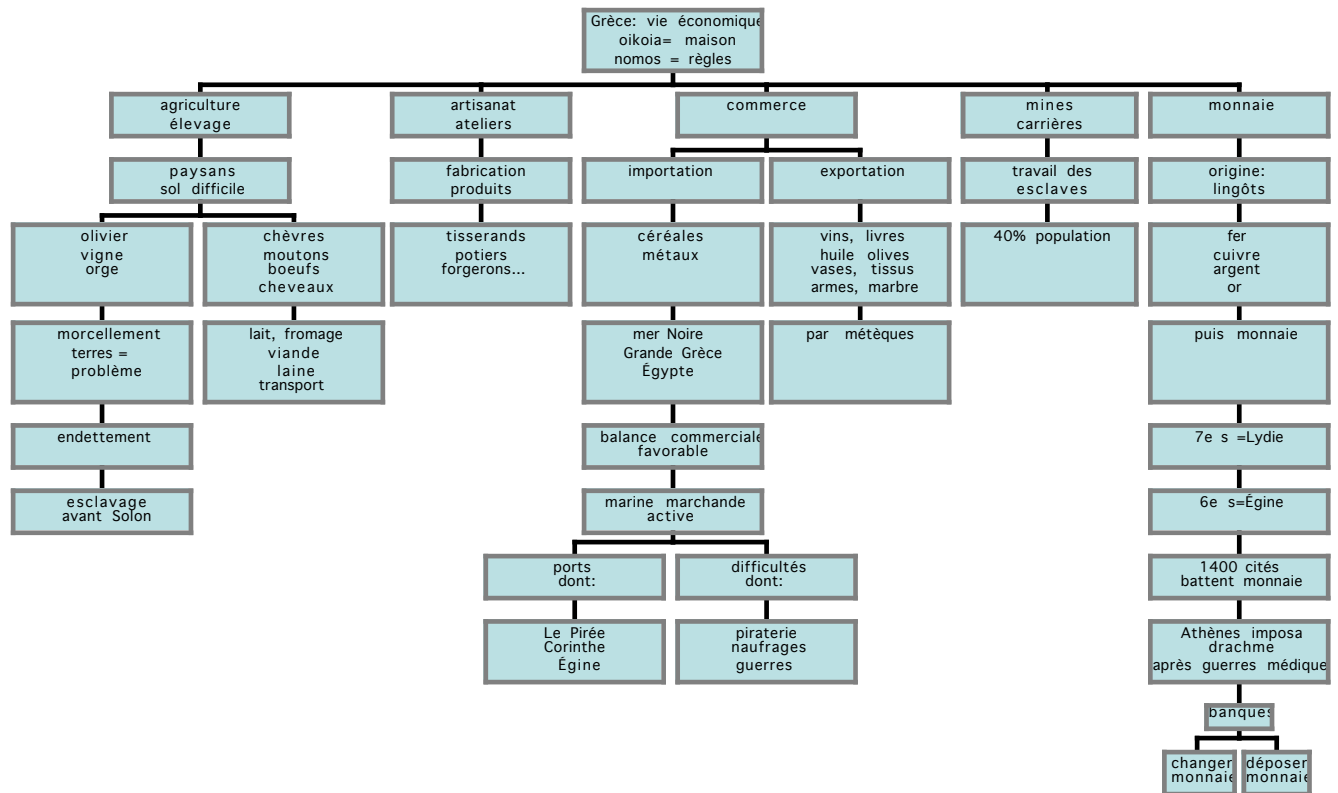 Grèce: vie économique
oikoia= maison
nomos = règles
agriculture
élevage
artisanat
ateliers
commerce
mines
carrières
monnaie
paysans
sol difficile
fabrication
produits
importation
exportation
travail des
esclaves
origine:
lingôts
olivier
vigne
orge
chèvres
moutons
boeufs
cheveaux
tisserands
potiers
forgerons...
céréales
métaux
vins, livres
huile olives
vases, tissus
armes, marbre
40% population
fer
cuivre
argent
or
morcellement
terres =
problème
lait, fromage
viande
laine
transport
mer Noire
Grande Grèce
Égypte
par métèques
puis monnaie
endettement
balance commerciale
favorable
7e s =Lydie
esclavage
avant Solon
marine marchande
active
6e s=Égine
ports
dont:
difficultés
dont:
1400 cités
battent monnaie
Le Pirée
Corinthe
Égine
piraterie
naufrages
guerres
Athènes imposa
drachme
après guerres médique
banques
changer
monnaie
déposer
monnaie